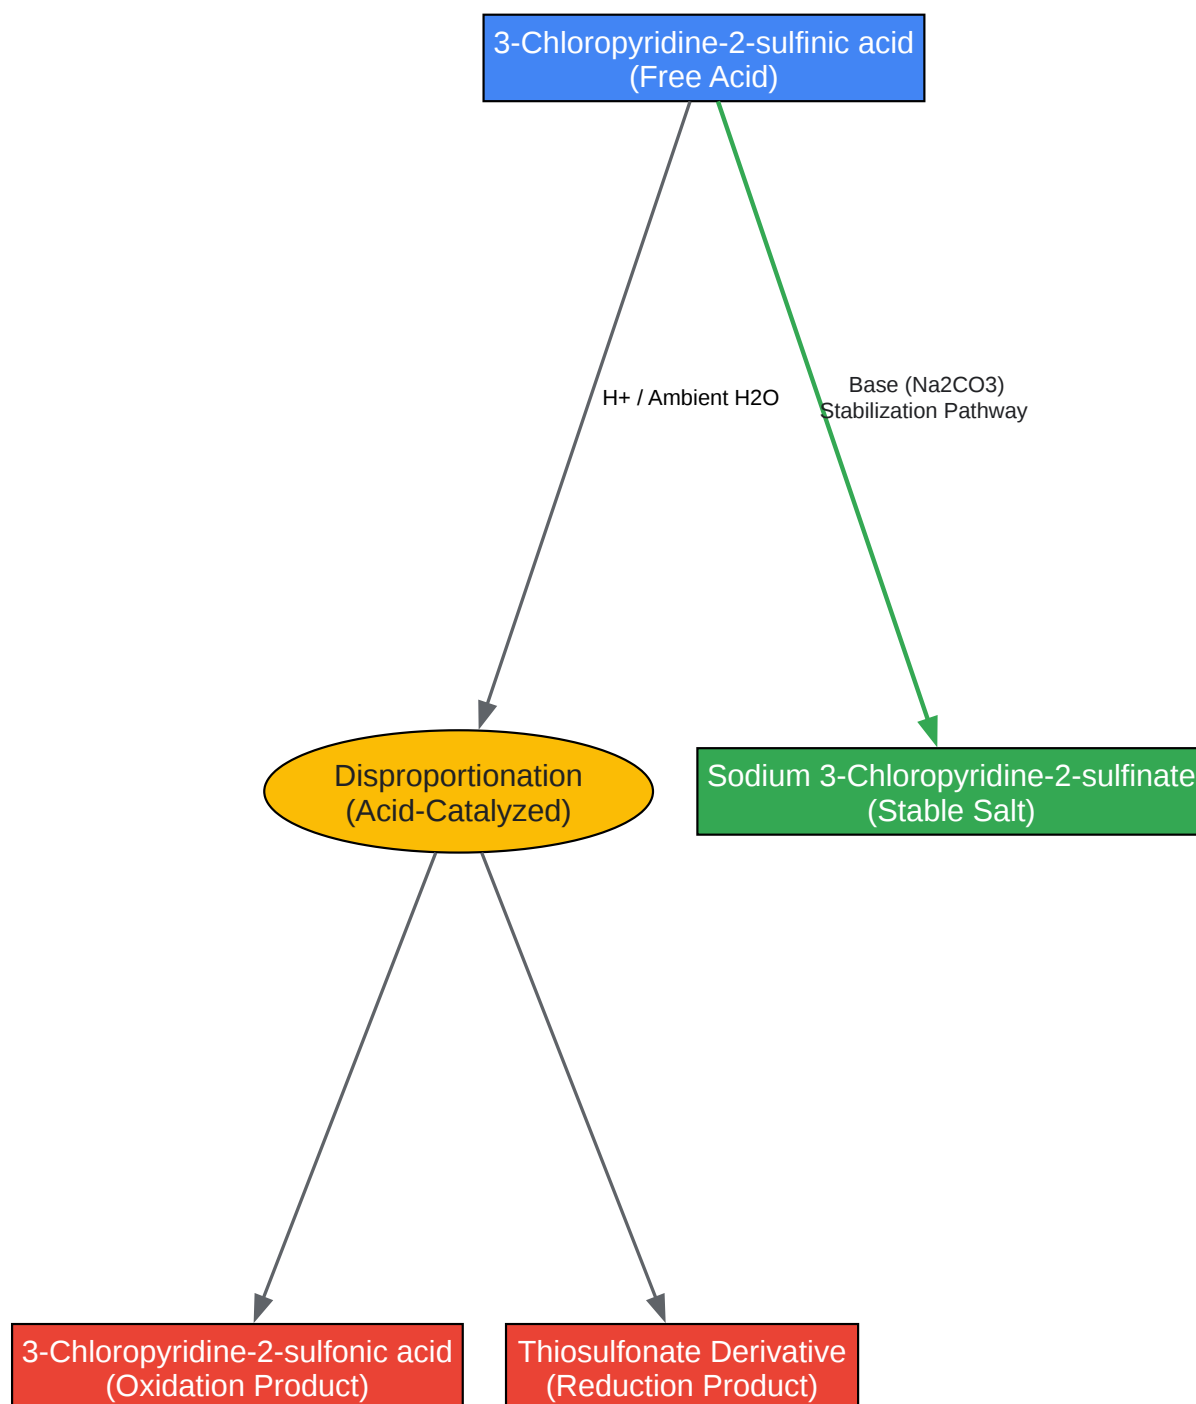 3-Chloropyridine-2-sulfinic acid
(Free Acid)
H+ / Ambient H2O
Base (Na2CO3)
Stabilization Pathway
Disproportionation
(Acid-Catalyzed)
Sodium 3-Chloropyridine-2-sulfinate
(Stable Salt)
3-Chloropyridine-2-sulfonic acid
(Oxidation Product)
Thiosulfonate Derivative
(Reduction Product)